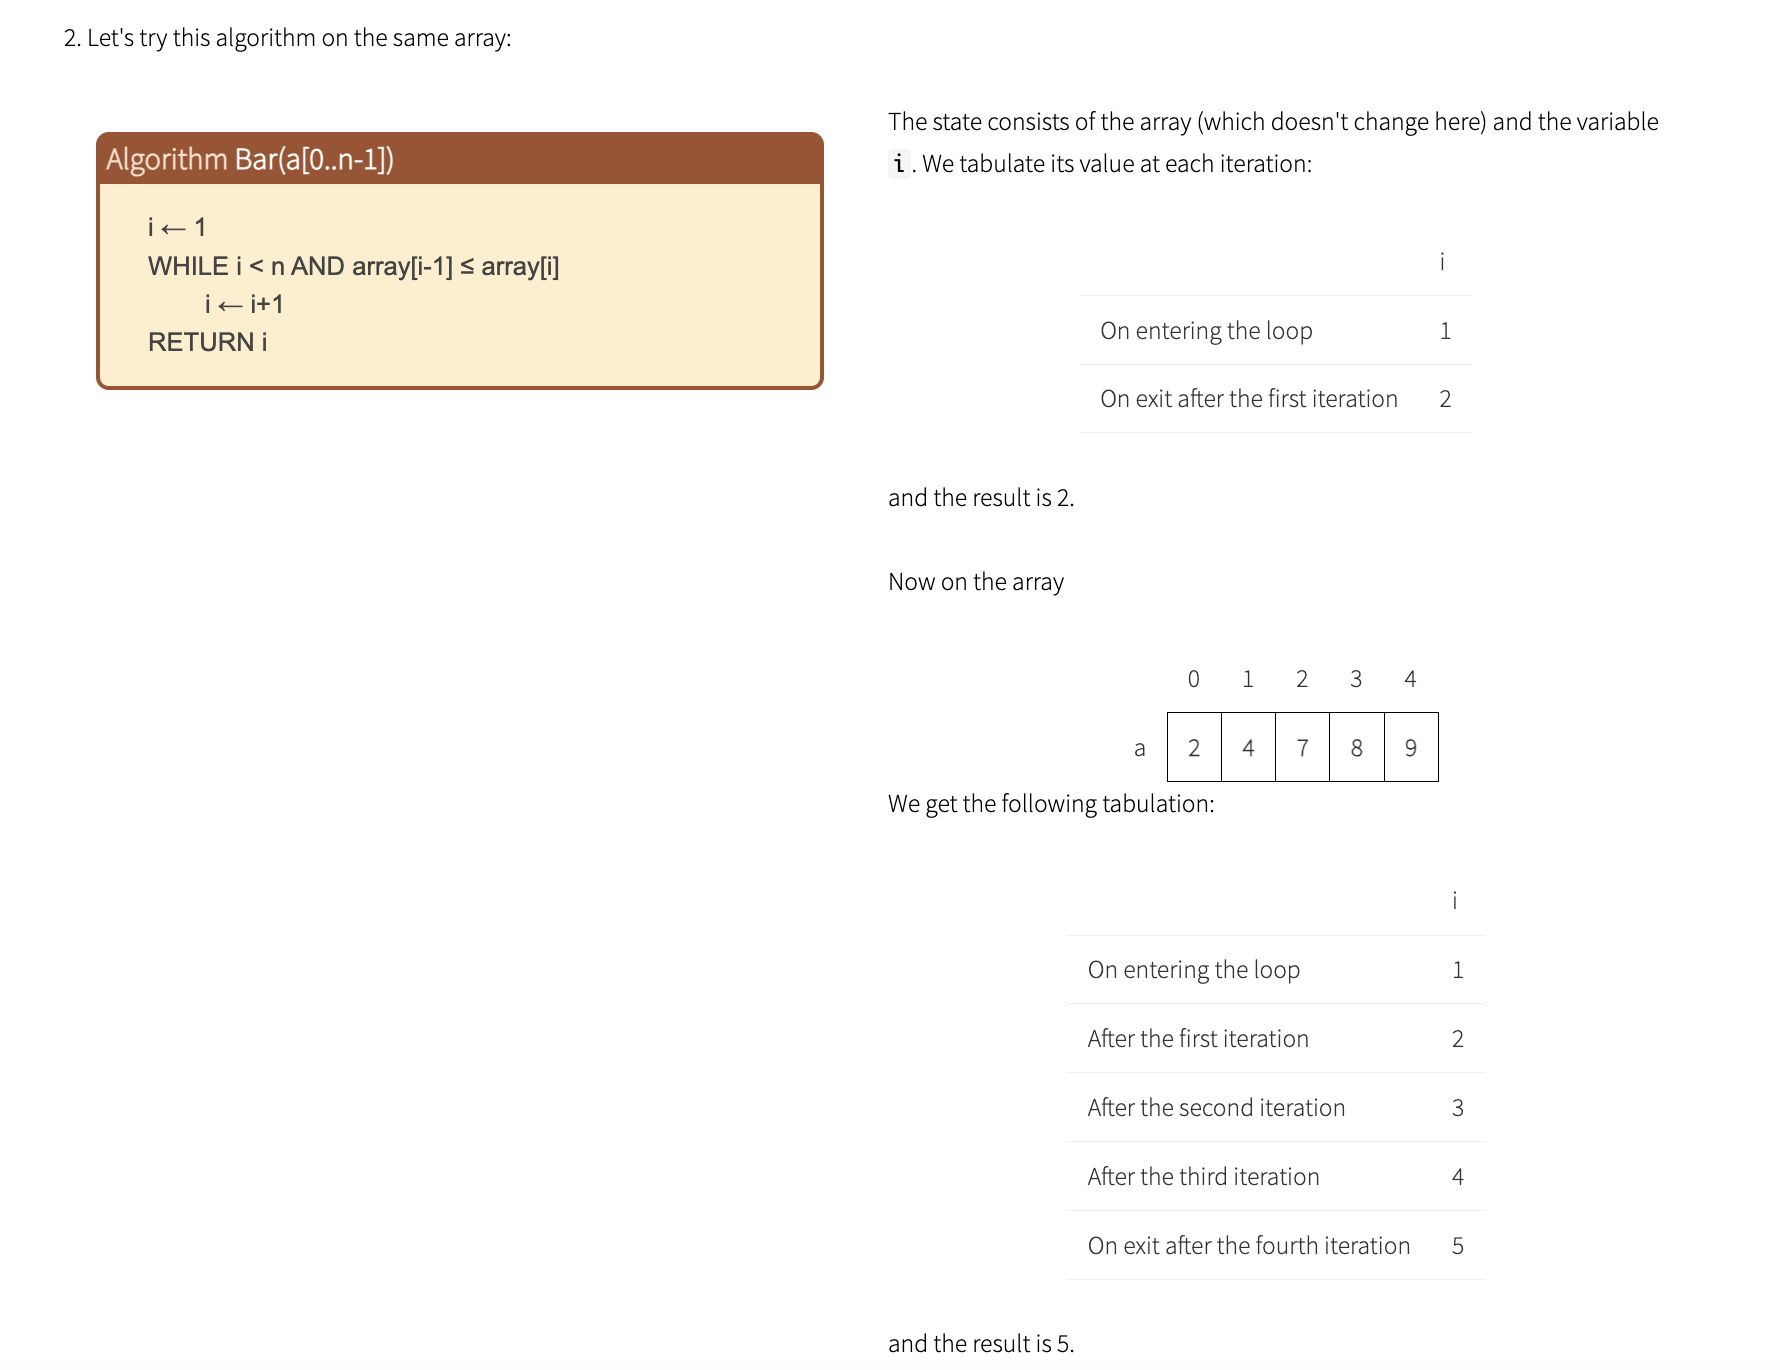 2. Let's try this algorithm on the same array:
Algorithm Bar(a[0..n-1])
i ← 1
WHILE i < n AND array[i-1] ≤ array[i]
i ← i+1
RETURN i
The state consists of the array (which doesn't change here) and the variable
i. We tabulate its value at each iteration:
i
On entering the loop 1
On exit after the first iteration 2
and the result is 2.
Now on the array
0 1 2 3 4
a 2 4 7 8 9
We get the following tabulation:
i
On entering the loop 1
After the first iteration 2
After the second iteration 3
After the third iteration 4
On exit after the fourth iteration 5
and the result is 5.